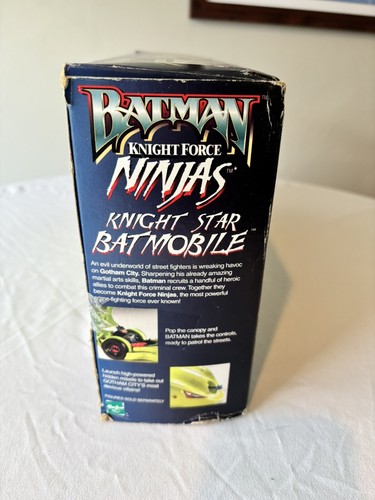 BATMAN
KNIGHT FORCE
NINJAS™
KNIGHT STAR
BATMOBILE™
An evil underworld of street fighters is wreaking havoc
on Gotham City. Sharpening his already amazing
martial arts skills, Batman recruits a handful of heroic
allies to combat this criminal crew. Together they
become Knight Force Ninjas, the most powerful
crime-fighting force ever known!
Pop the canopy and
BATMAN takes the controls,
ready to patrol the streets.
Launch high-powered
hidden missile to take out
GOTHAM CITY'S most
devious villains!
FIGURES SOLD SEPARATELY